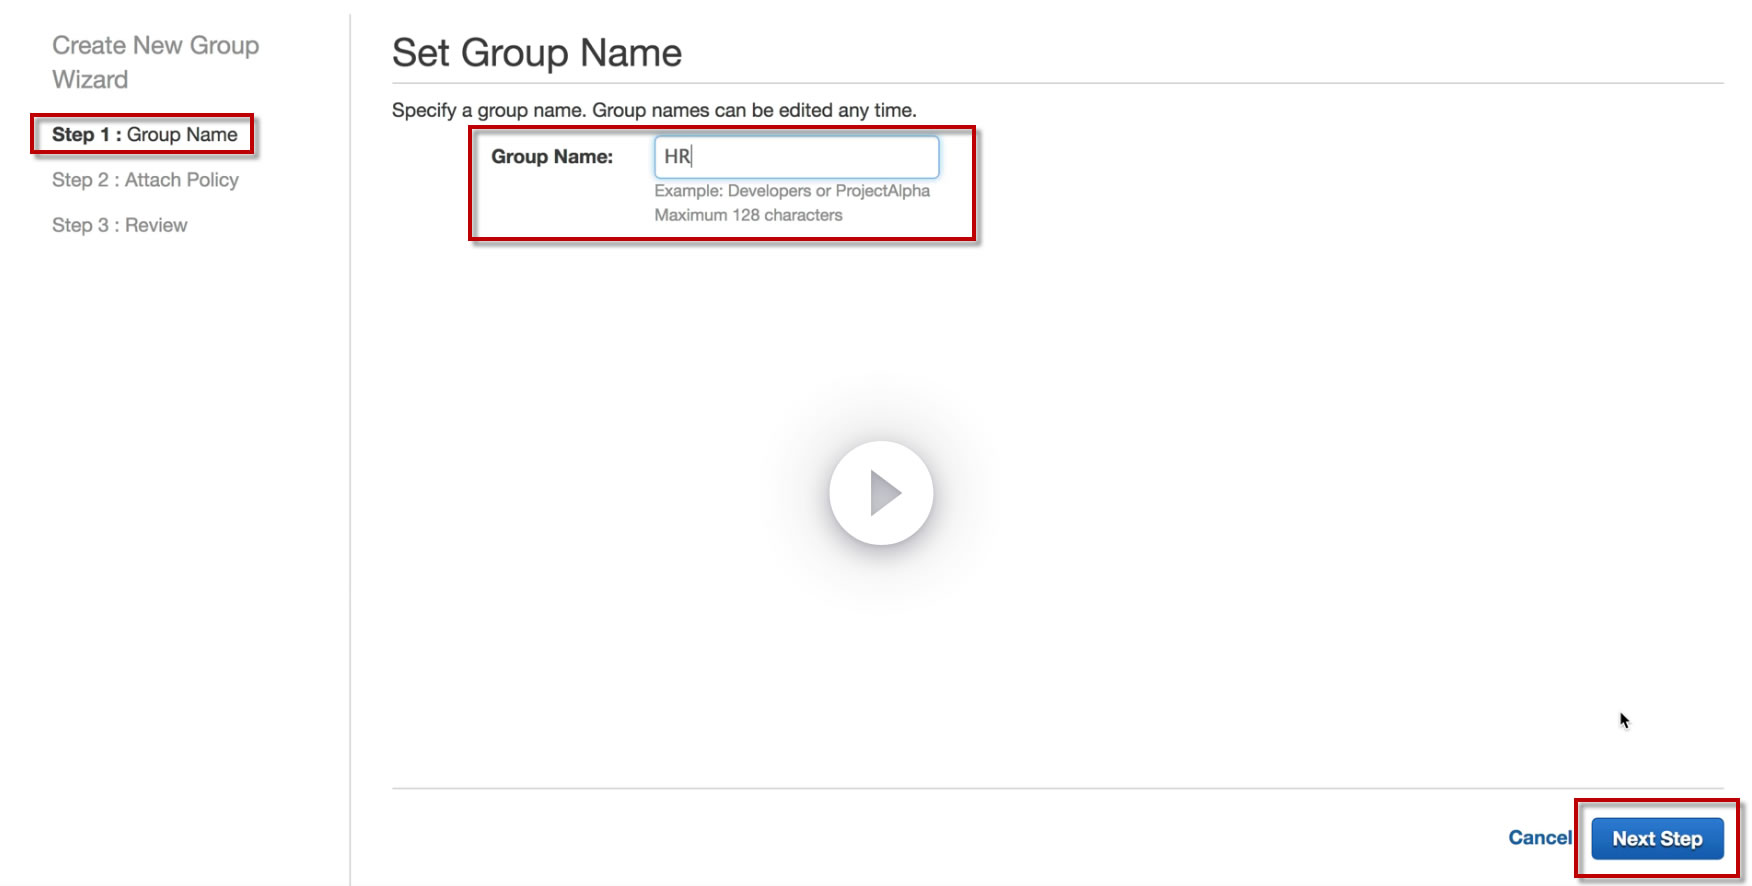 Create New Group
Wizard
Step 1 : Group Name
Step 2 : Attach Policy
Step 3 : Review
Set Group Name
Specify a group name. Group names can be edited any time.
Group Name:
HR
Example: Developers or ProjectAlpha
Maximum 128 characters
Cancel
Next Step